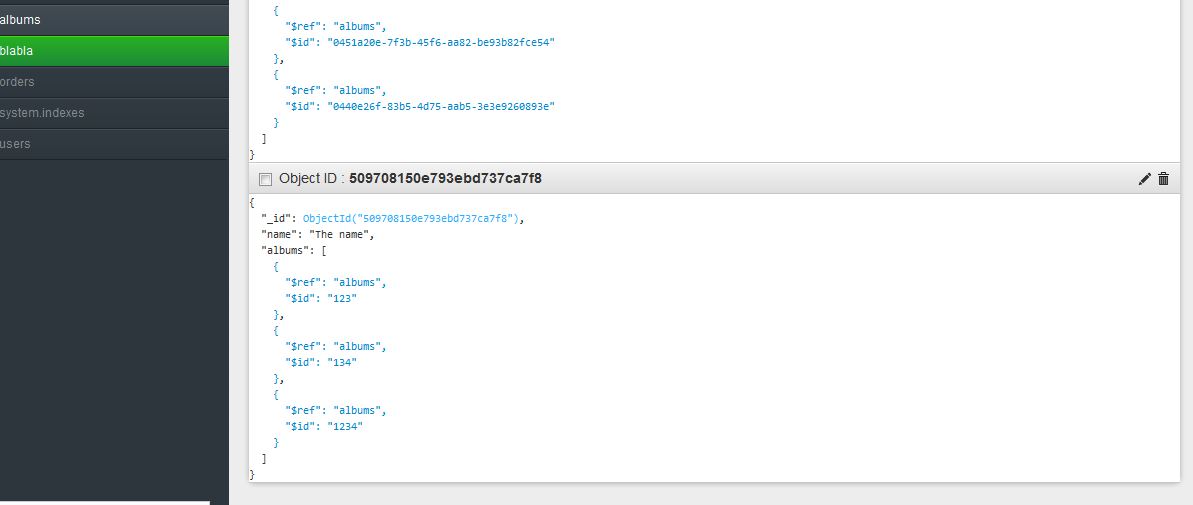 albums
blabla
orders
system.indexes
users
{
"$ref": "albums",
"$id": "0451a20e-7f3b-45f6-aa82-be93b82fce54"
},
{
"$ref": "albums",
"$id": "0440e26f-83b5-4d75-aab5-3e3e9260893e"
}
]
}
Object ID : 509708150e793ebd737ca7f8
{
"_id": ObjectId("509708150e793ebd737ca7f8"),
"name": "The name",
"albums": [
{
"$ref": "albums",
"$id": "123"
},
{
"$ref": "albums",
"$id": "134"
},
{
"$ref": "albums",
"$id": "1234"
}
]
}